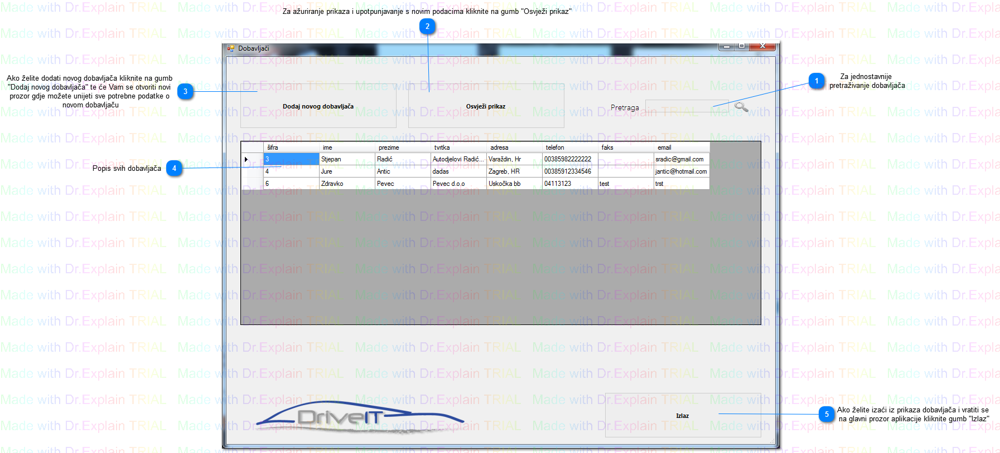 Za ažuriranje prikaza i upotpunjavanje s novim podacima kliknite na gumb "Osvježi prikaz"
2
Dobavljači
Ako želite dodati novog dobavljača kliknite na gumb
"Dodaj novog dobavljača" te će Vam se otvoriti novi
prozor gdje možete unijeti sve potrebne podatke o
novom dobavljaču
3
Za jednostavnije
pretraživanje dobavljača
1
Dodaj novog dobavljača
Osvježi prikaz
Pretraga
šifra ime prezime tvrtka adresa telefon faks email
3 Stjepan Radić Autodjelovi Radić... Varaždin, Hr 00385982222222 sradic@gmail.com
4 Jure Antic dadas Zagreb, HR 00385912334546 jantic@hotmail.com
6 Zdravko Pevec Pevec d.o.o Uskočka bb 04113123 test trst
Popis svih dobavljača
4
DriveIT
Izlaz
5
Ako želite izaći iz prikaza dobavljača i vratiti se
na glavni prozor aplikacije kliknite gumb "Izlaz"
Made with Dr.Explain TRIAL